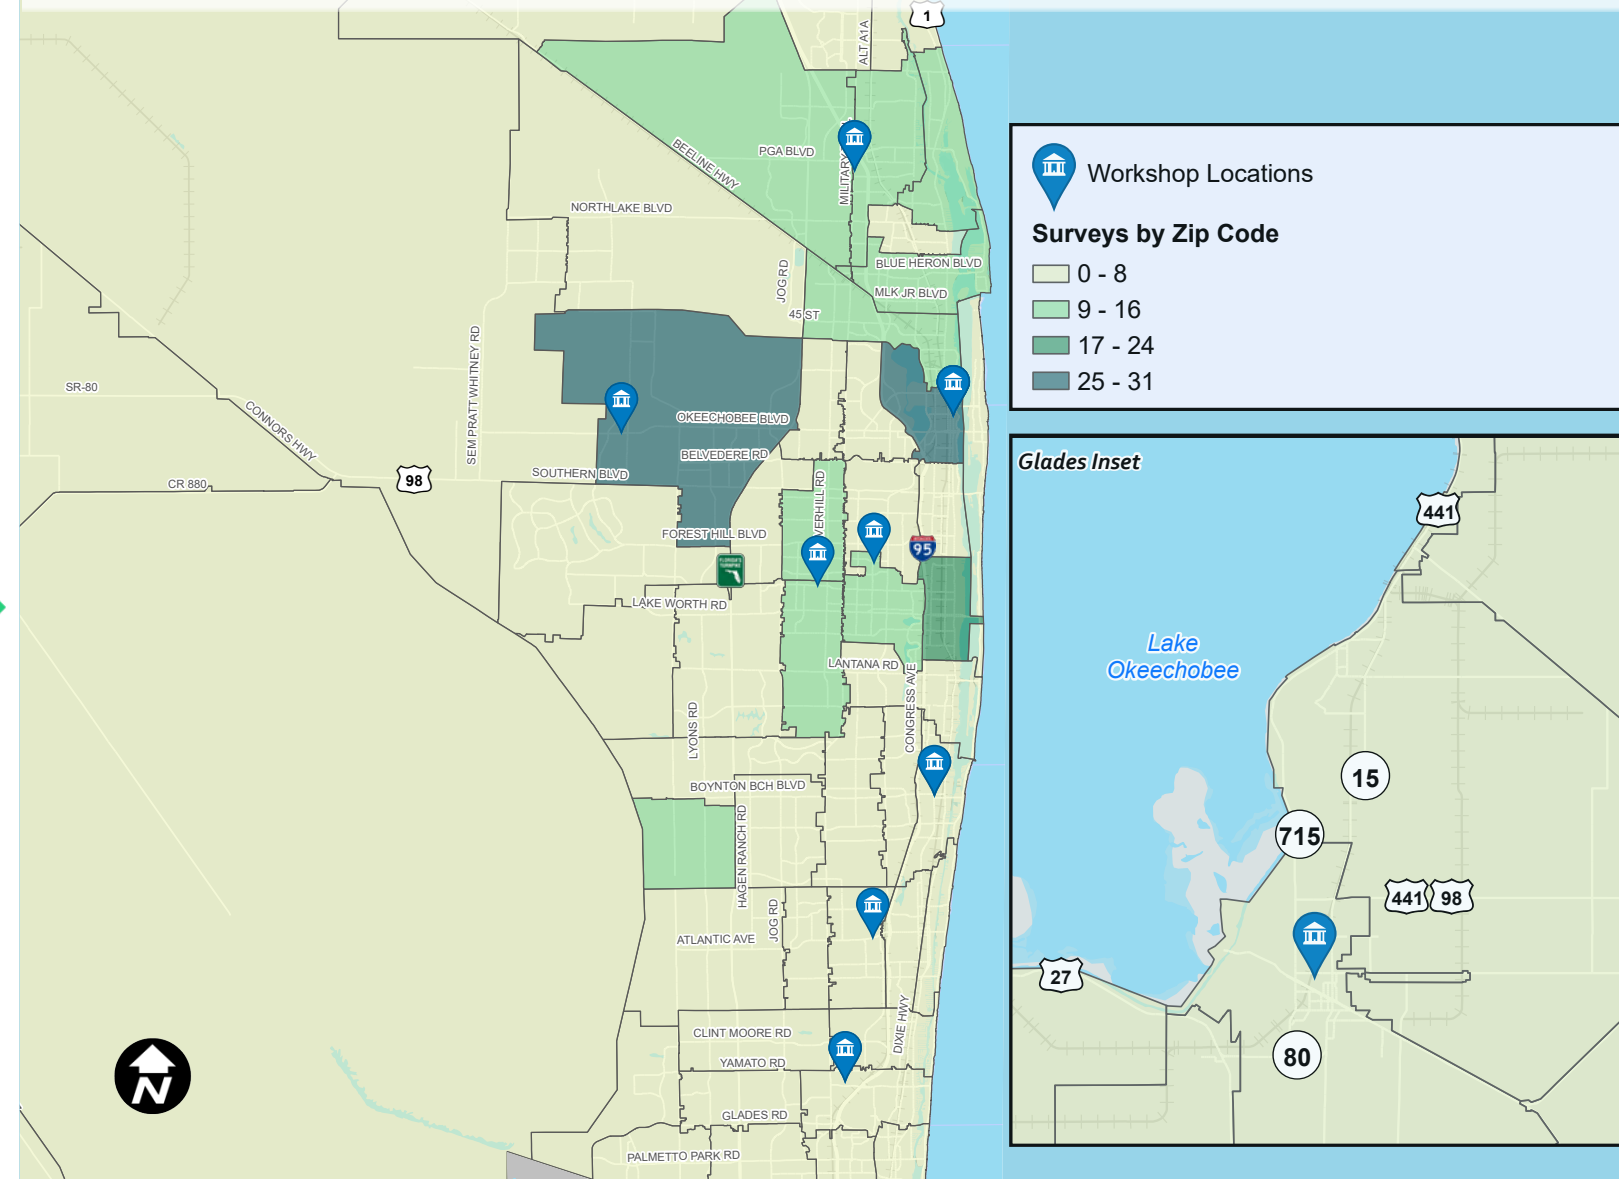 1
ALT A1A
BEELINE HWY
PGA BLVD
MILITARY
NORTHLAKE BLVD
BLUE HERON BLVD
JOG RD
MLK JR BLVD
45 ST
SEM PRATT WHITNEY RD
SR-80
CONNORS HWY
OKEECHOBEE BLVD
BELVEDERE RD
SOUTHERN BLVD
98
CR 880
VERHILL RD
FOREST HILL BLVD
95
FLORIDA'S
TURNPIKE
LAKE WORTH RD
LANTANA RD
CONGRESS AVE
LYONS RD
BOYNTON BCH BLVD
HAGEN RANCH RD
JOG RD
ATLANTIC AVE
DIXIE HWY
CLINT MOORE RD
YAMATO RD
GLADES RD
PALMETTO PARK RD
N
Workshop Locations
Surveys by Zip Code
0 - 8
9 - 16
17 - 24
25 - 31
Glades Inset
441
Lake
Okeechobee
15
715
441 98
27
80